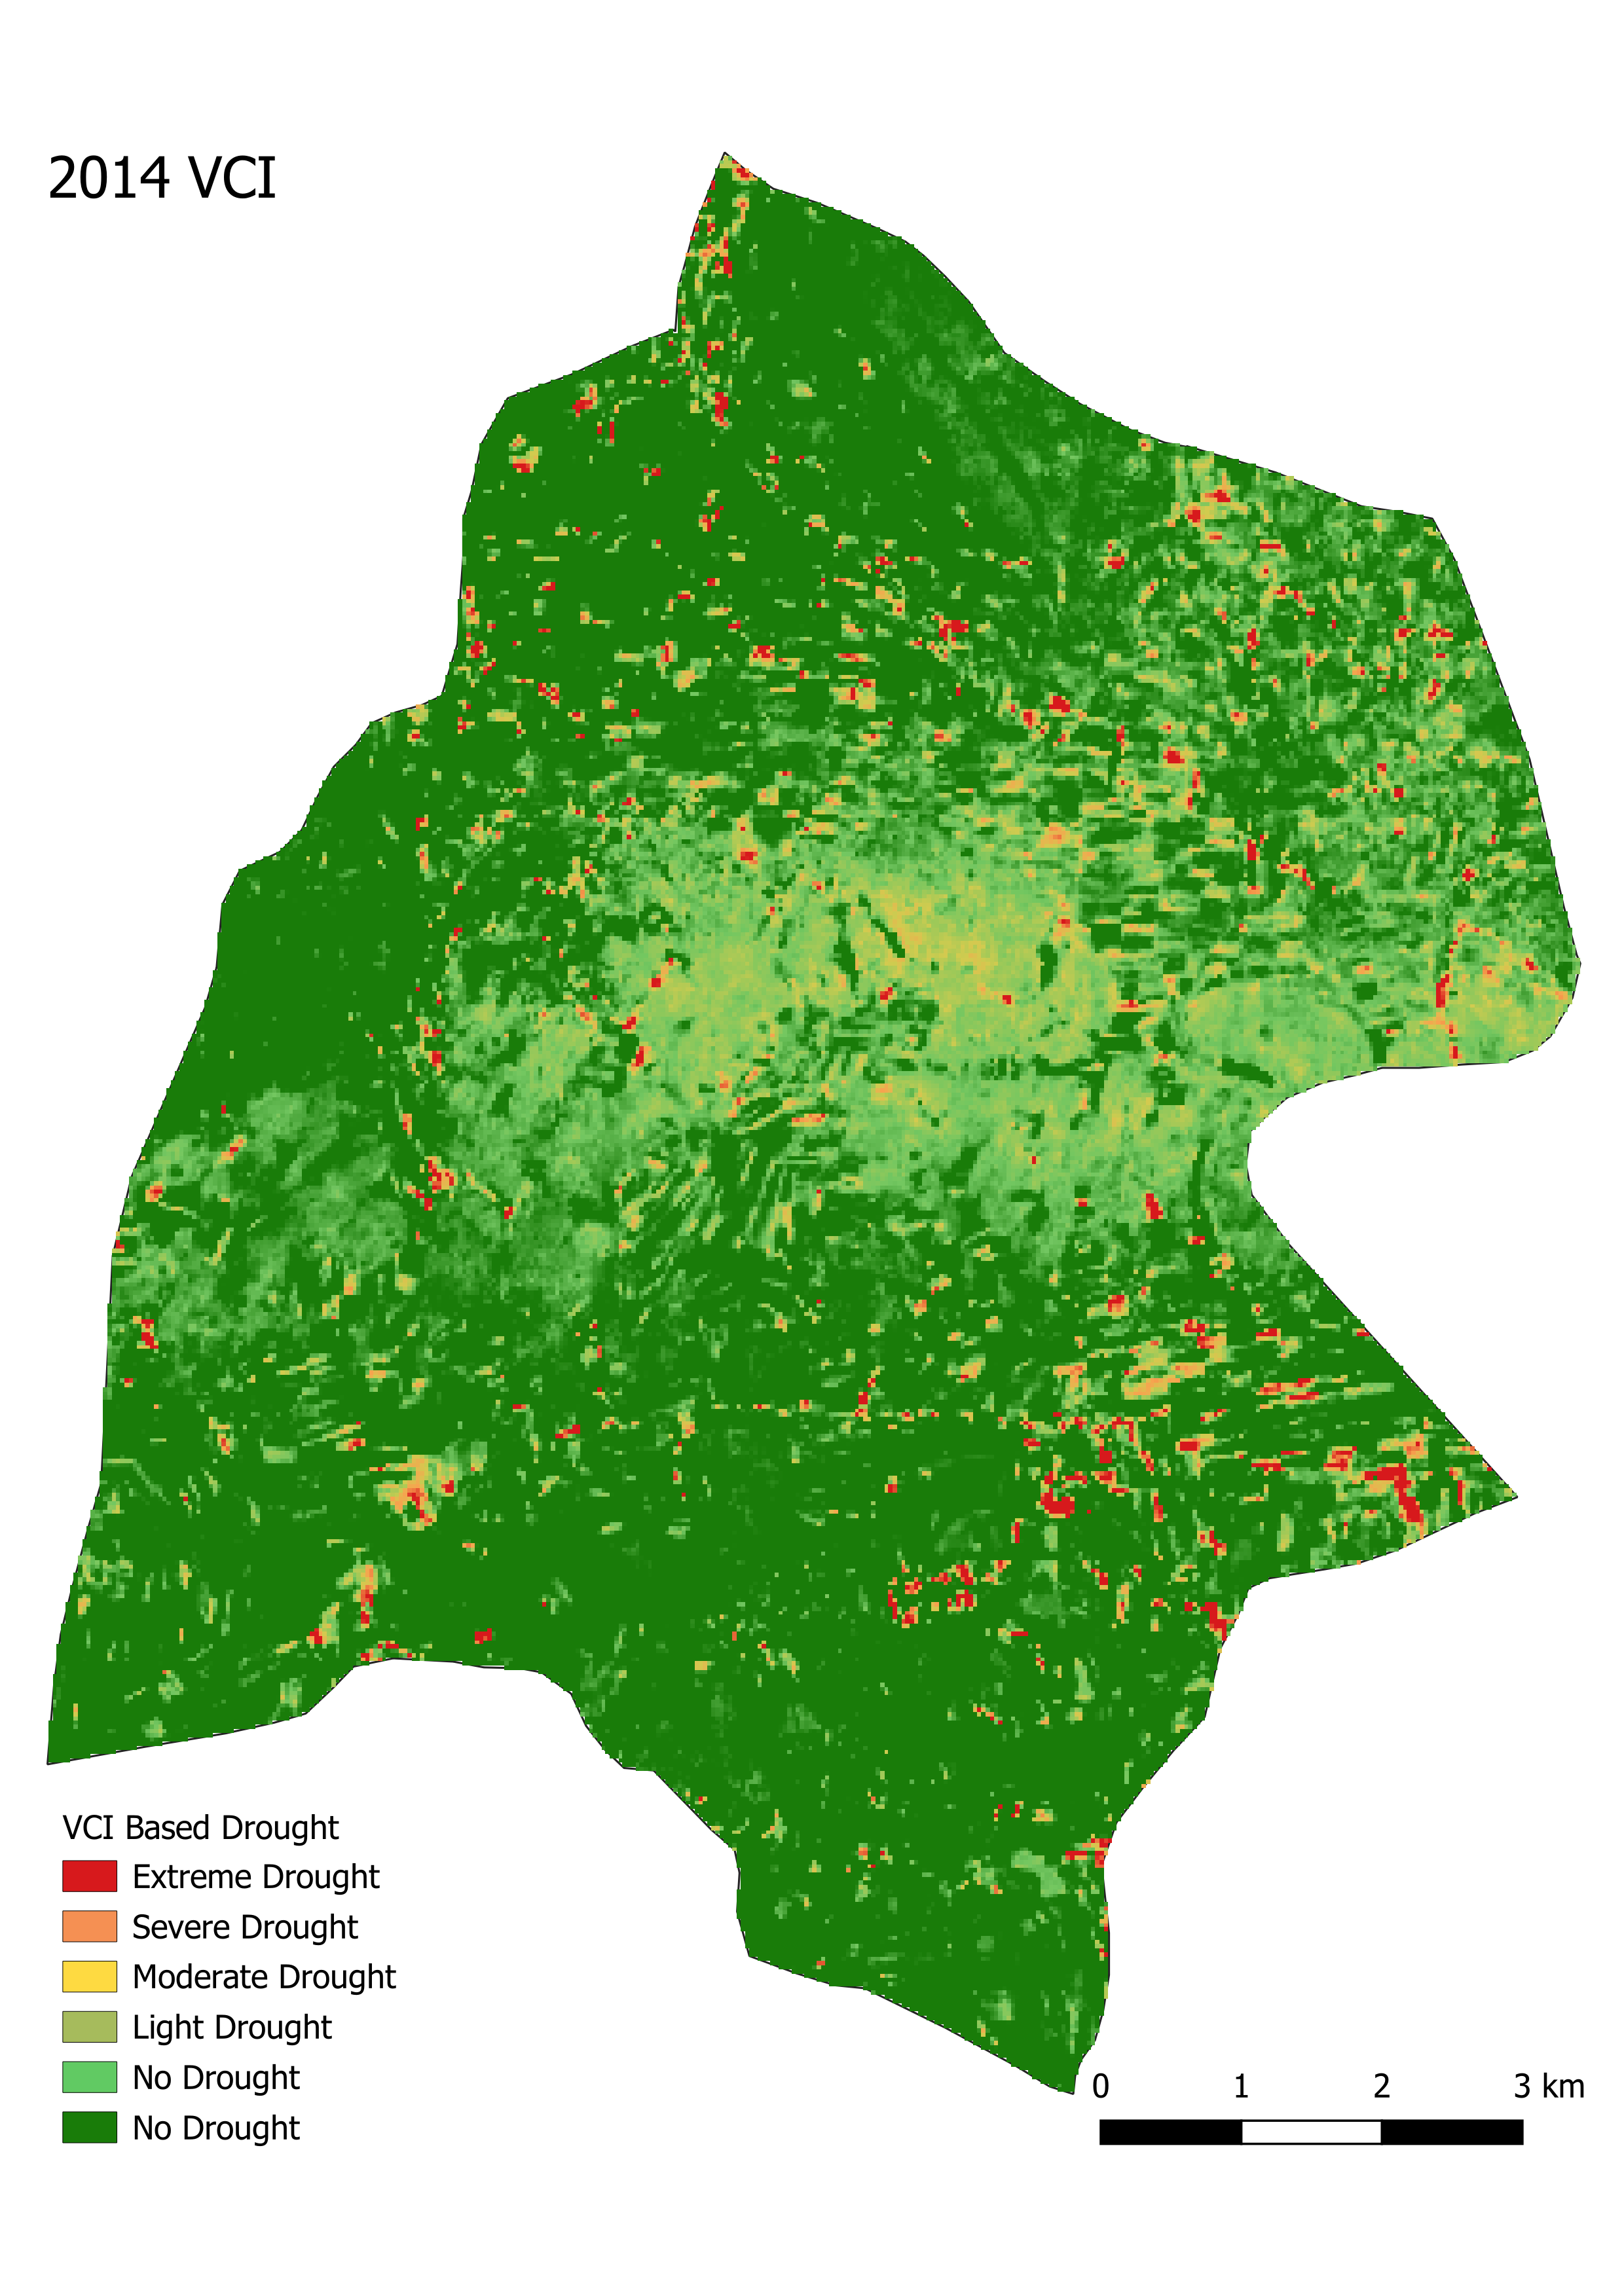 2014 VCI
VCI Based Drought
Extreme Drought
Severe Drought
Moderate Drought
Light Drought
No Drought
No Drought
0 1 2 3 km